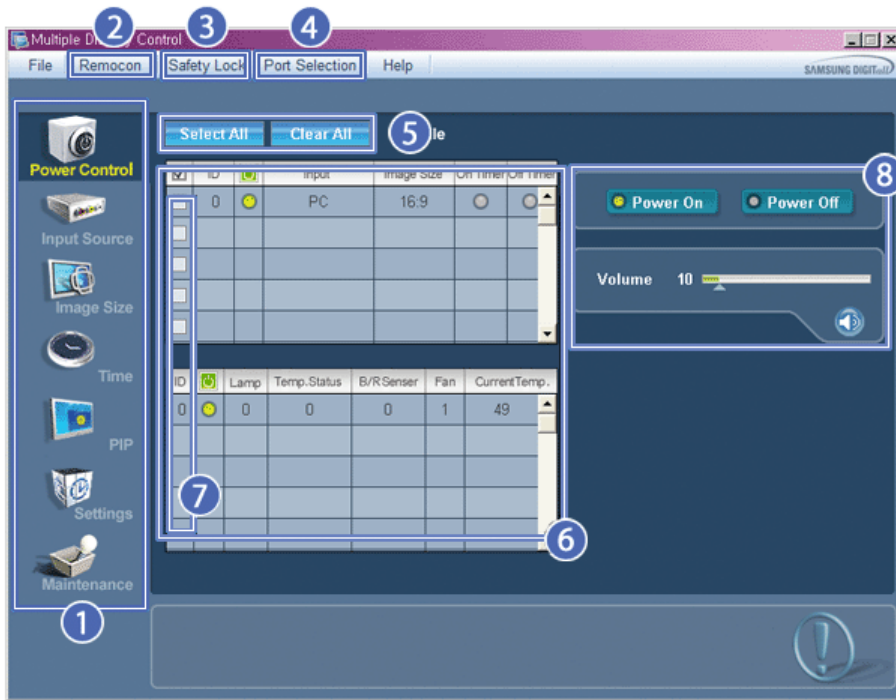 2 3 4
Multiple Di Control
File Remocon Safety Lock Port Selection Help SAMSUNG DIGITall
Select All Clear All 5 le
8
Power Control
Input Source
Image Size
Time
PIP
Settings
Maintenance
1
ID Input Image Size On Timer Off Timer
0 PC 16:9
ID Lamp Temp.Status B/RSenser Fan CurrentTemp.
0 0 0 0 1 49
7
6
Power On Power Off
Volume 10